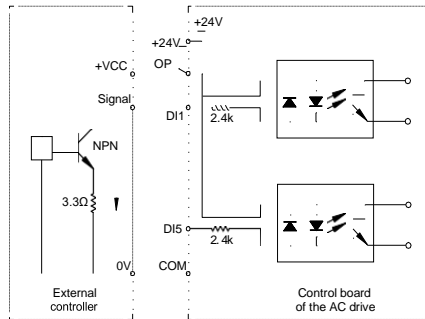 +24V
+24V
+VCC
OP
Signal
DI1
2.4k
NPN
3.3Ω
DI5
2.4k
0V
COM
External
controller
Control board
of the AC drive